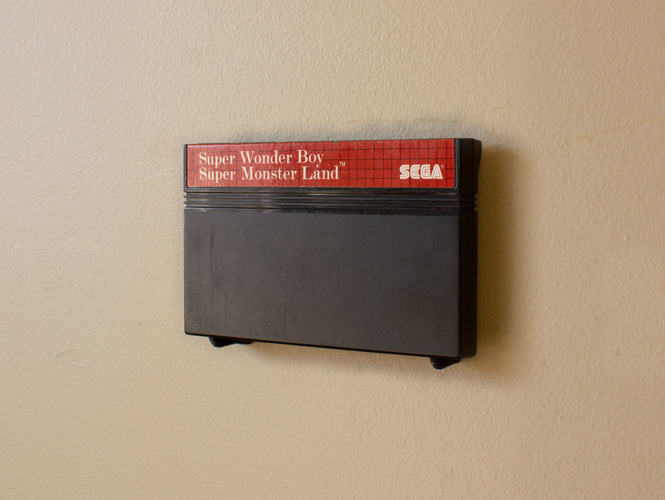 Super Wonder Boy
Super Monster Land™
SEGA®